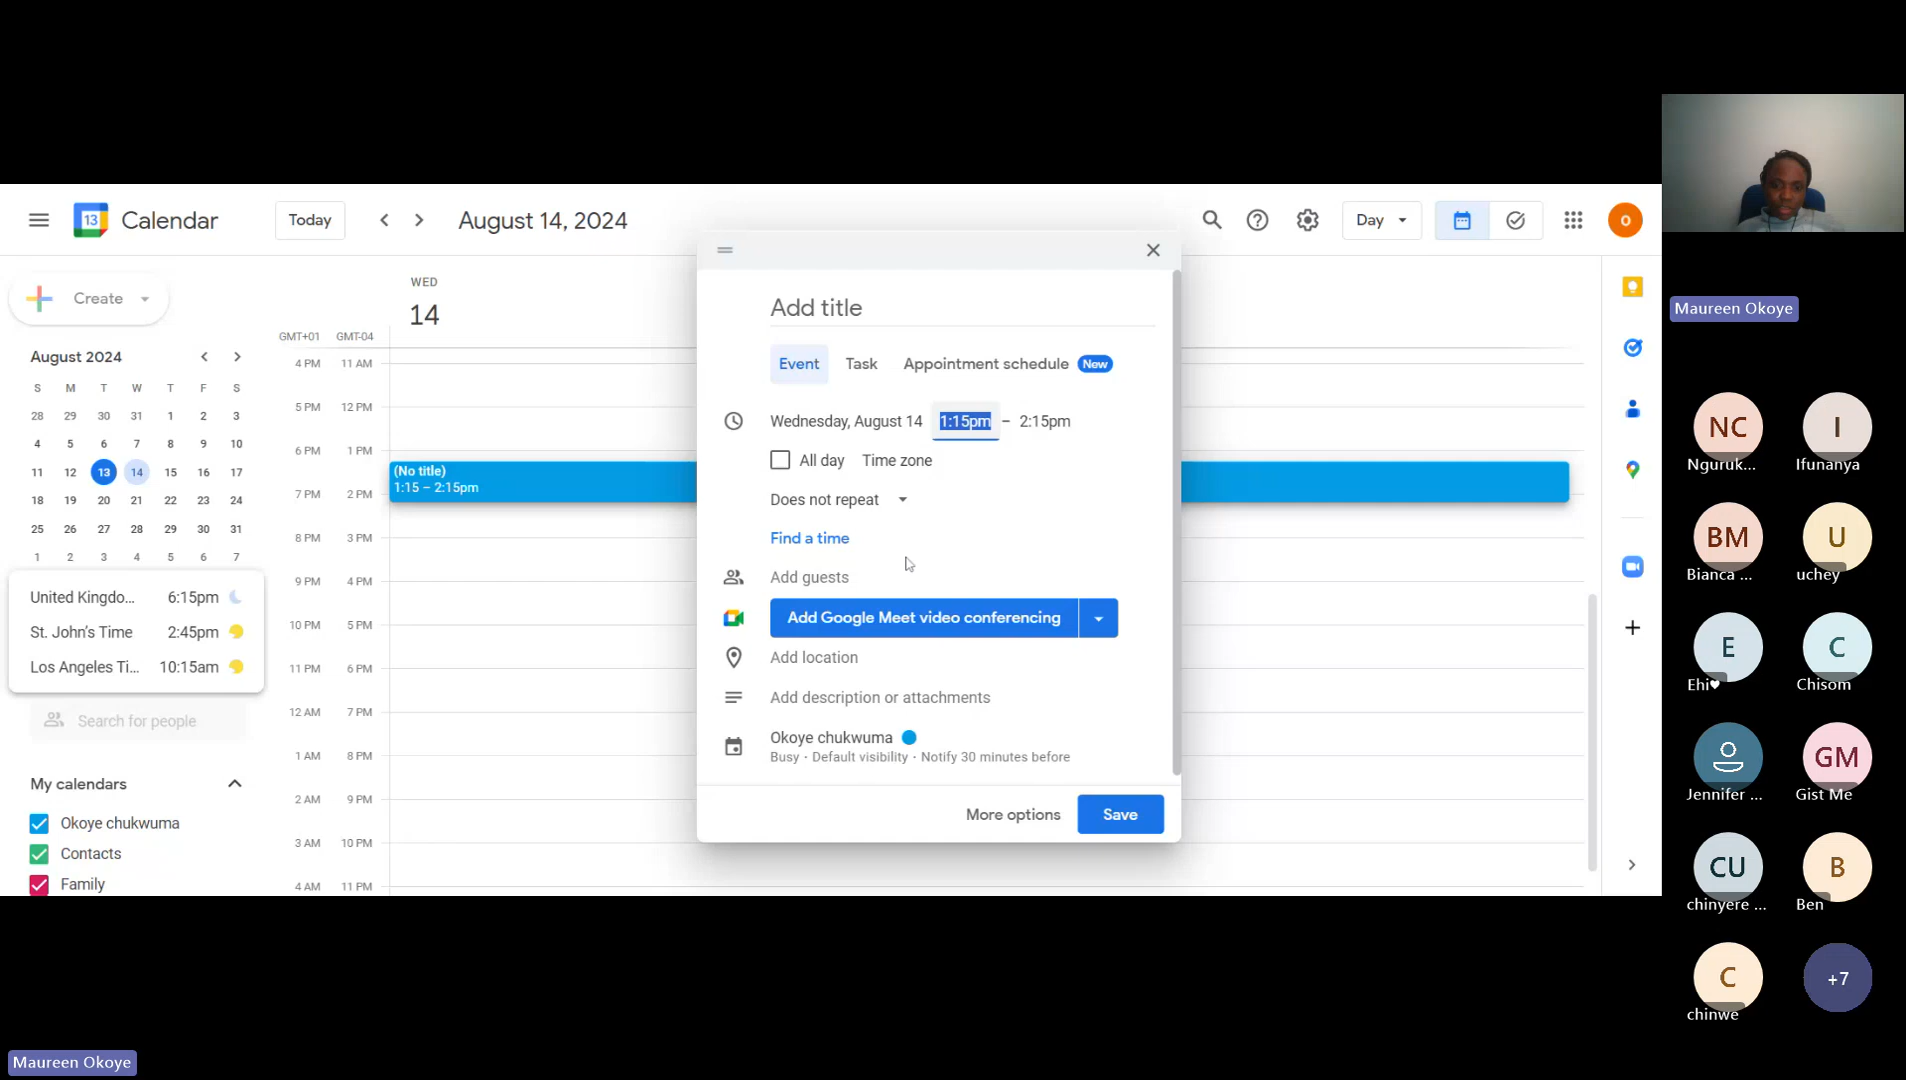 13 Calendar
Today
August 14, 2024
Day
O
Create
August 2024
S M T W T F S
28 29 30 31 1 2 3
4 5 6 7 8 9 10
11 12 13 14 15 16 17
18 19 20 21 22 23 24
25 26 27 28 29 30 31
1 2 3 4 5 6 7
United Kingdo... 6:15pm
St. John's Time 2:45pm
Los Angeles Ti... 10:15am
Search for people
My calendars
Okoye chukwuma
Contacts
Family
WED
14
GMT+01 GMT-04
4 PM 11 AM
5 PM 12 PM
6 PM 1 PM
7 PM 2 PM
8 PM 3 PM
9 PM 4 PM
10 PM 5 PM
11 PM 6 PM
12 AM 7 PM
1 AM 8 PM
2 AM 9 PM
3 AM 10 PM
4 AM 11 PM
(No title)
1:15 – 2:15pm
Add title
Event Task Appointment schedule New
Wednesday, August 14 1:15pm – 2:15pm
All day Time zone
Does not repeat
Find a time
Add guests
Add Google Meet video conferencing
Add location
Add description or attachments
Okoye chukwuma
Busy · Default visibility · Notify 30 minutes before
More options Save
Maureen Okoye
NC I
Nguruk... Ifunanya
BM U
Bianca ... uchey
E C
Ehi♥ Chisom
GM
Jennifer ... Gist Me
CU B
chinyere ... Ben
C +7
chinwe
Maureen Okoye